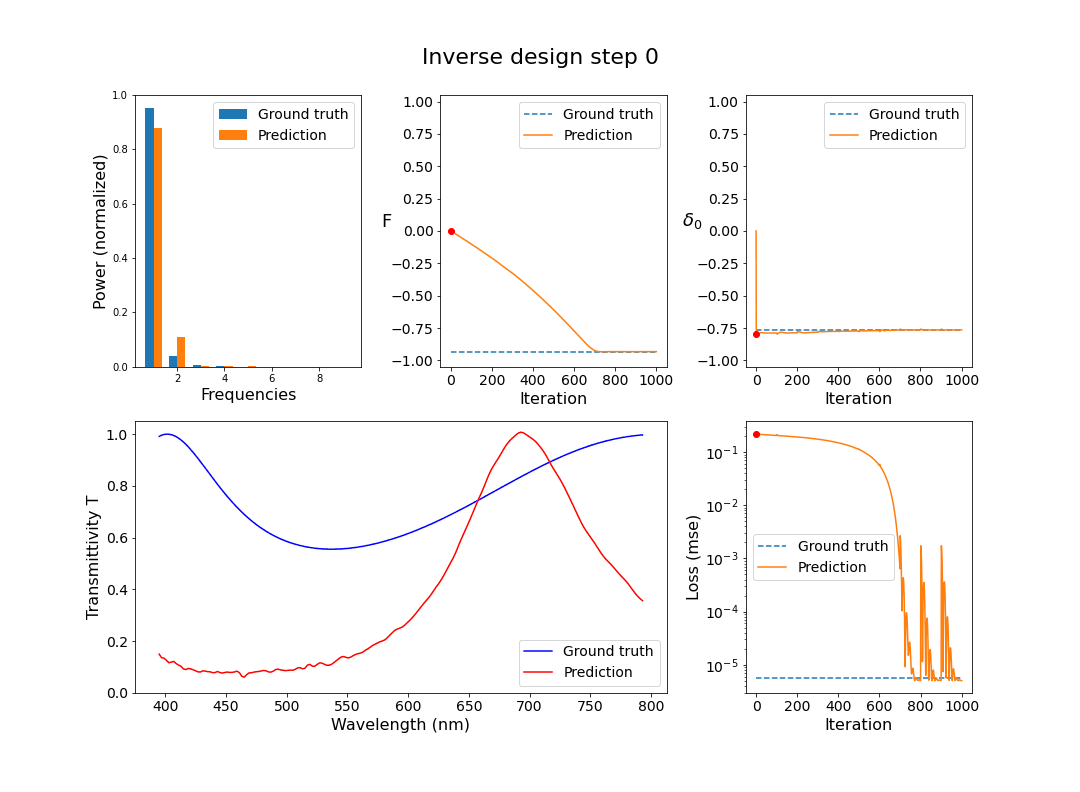 Inverse design step 0
1.0
0.8
0.6
0.4
0.2
0.0
Power (normalized)
2 4 6 8
Frequencies
Ground truth
Prediction
1.00
0.75
0.50
0.25
0.00
−0.25
−0.50
−0.75
−1.00
F
0 200 400 600 800 1000
Iteration
Ground truth
Prediction
1.00
0.75
0.50
0.25
0.00
−0.25
−0.50
−0.75
−1.00
δ₀
0 200 400 600 800 1000
Iteration
Ground truth
Prediction
1.0
0.8
0.6
0.4
0.2
0.0
Transmittivity T
400 450 500 550 600 650 700 750 800
Wavelength (nm)
Ground truth
Prediction
10⁻¹
10⁻²
10⁻³
10⁻⁴
10⁻⁵
Loss (mse)
0 200 400 600 800 1000
Iteration
Ground truth
Prediction